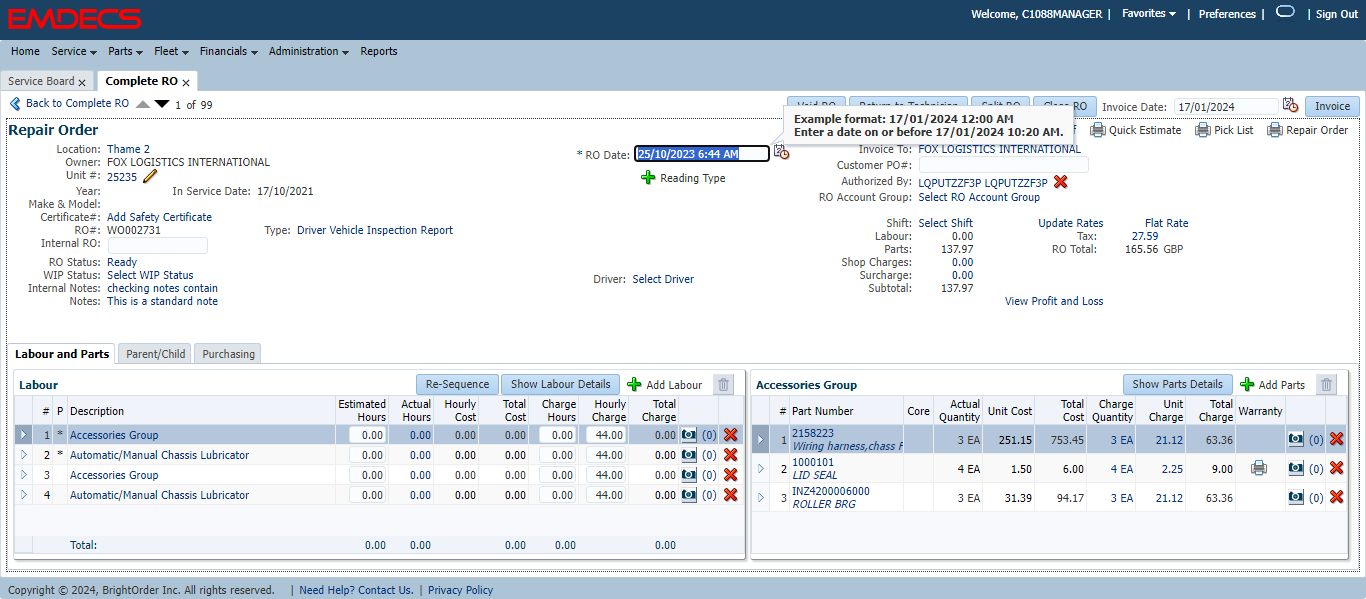 EMDECS
Welcome, C1088MANAGER | Favorites | Preferences | | Sign Out
Home Service Parts Fleet Financials Administration Reports
Service Board x Complete RO x
Back to Complete RO 1 of 99
Void RO Return to Technician Split RO Close RO Invoice Date: 17/01/2024 Invoice
Example format: 17/01/2024 12:00 AM
Enter a date on or before 17/01/2024 10:20 AM.
Repair Order
Quick Estimate Pick List Repair Order
Location: Thame 2
Owner: FOX LOGISTICS INTERNATIONAL
Unit #: 25235
Year: In Service Date: 17/10/2021
Make & Model:
Certificate#: Add Safety Certificate
RO#: WO002731 Type: Driver Vehicle Inspection Report
Internal RO:
RO Status: Ready
WIP Status: Select WIP Status
Internal Notes: checking notes contain
Notes: This is a standard note
* RO Date: 25/10/2023 6:44 AM
Reading Type
Driver: Select Driver
Invoice To: FOX LOGISTICS INTERNATIONAL
Customer PO#:
Authorized By: LQPUTZZF3P LQPUTZZF3P
RO Account Group: Select RO Account Group
Shift: Select Shift Update Rates Flat Rate
Labour: 0.00 Tax: 27.59
Parts: 137.97 RO Total: 165.56 GBP
Shop Charges: 0.00
Surcharge: 0.00
Subtotal: 137.97
View Profit and Loss
Labour and Parts Parent/Child Purchasing
Labour Re-Sequence Show Labour Details Add Labour
# P Description Estimated Hours Actual Hours Hourly Cost Total Cost Charge Hours Hourly Charge Total Charge
1 * Accessories Group 0.00 0.00 0.00 0.00 0.00 44.00 0.00 (0)
2 * Automatic/Manual Chassis Lubricator 0.00 0.00 0.00 0.00 0.00 44.00 0.00 (0)
3 Accessories Group 0.00 0.00 0.00 0.00 0.00 44.00 0.00 (0)
4 Automatic/Manual Chassis Lubricator 0.00 0.00 0.00 0.00 0.00 44.00 0.00 (0)
Total: 0.00 0.00 0.00 0.00 0.00
Accessories Group Show Parts Details Add Parts
# Part Number Core Actual Quantity Unit Cost Total Cost Charge Quantity Unit Charge Total Charge Warranty
1 2158223 3 EA 251.15 753.45 3 EA 21.12 63.36 (0)
Wiring harness,chass F
2 1000101 4 EA 1.50 6.00 4 EA 2.25 9.00 (0)
LID SEAL
3 INZ4200006000 3 EA 31.39 94.17 3 EA 21.12 63.36 (0)
ROLLER BRG
Copyright © 2024, BrightOrder Inc. All rights reserved. | Need Help? Contact Us. | Privacy Policy